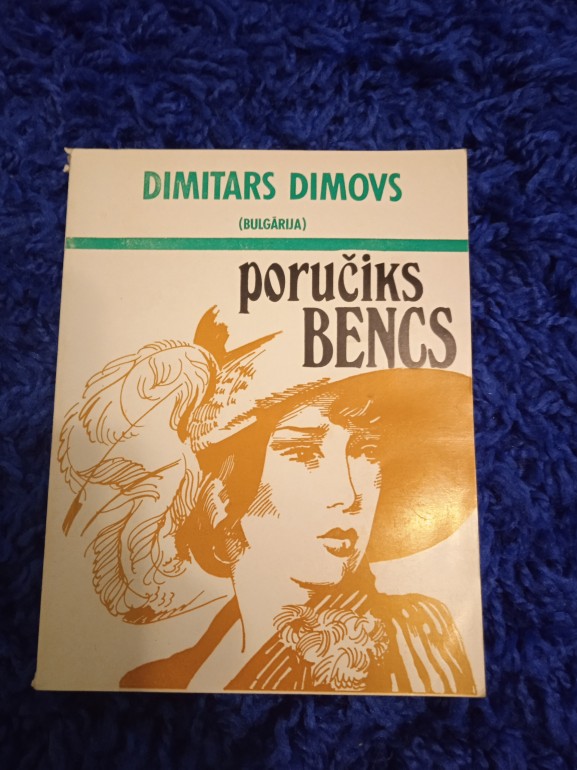 DIMITARS DIMOVS
(BULGĀRIJA)
poručiks
BENCS